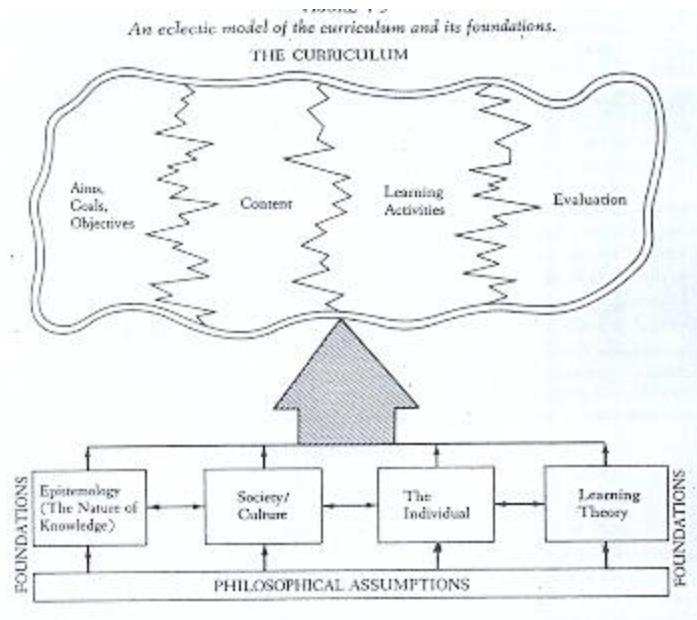 An eclectic model of the curriculum and its foundations.
THE CURRICULUM
Aims,
Goals,
Objectives
Content
Learning
Activities
Evaluation
FOUNDATIONS
Epistemology
(The Nature of
Knowledge)
Society/
Culture
The
Individual
Learning
Theory
FOUNDATIONS
PHILOSOPHICAL ASSUMPTIONS